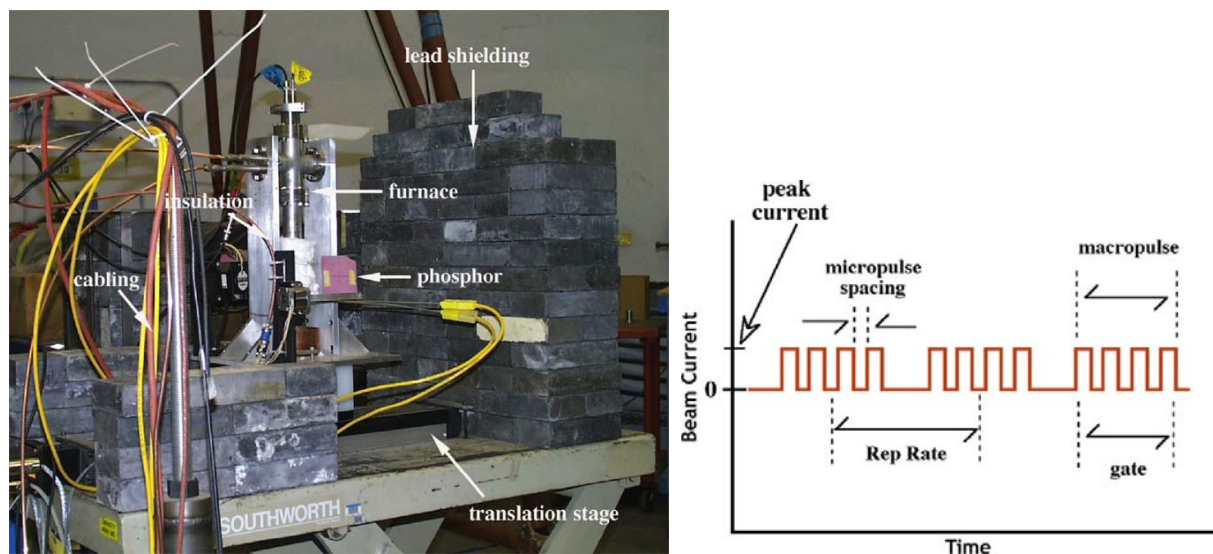 lead shielding
furnace
insulation
phosphor
cabling
SOUTHWORTH
translation stage
peak
current
macropulse
micropulse
spacing
Beam Current
0
Rep Rate
gate
Time